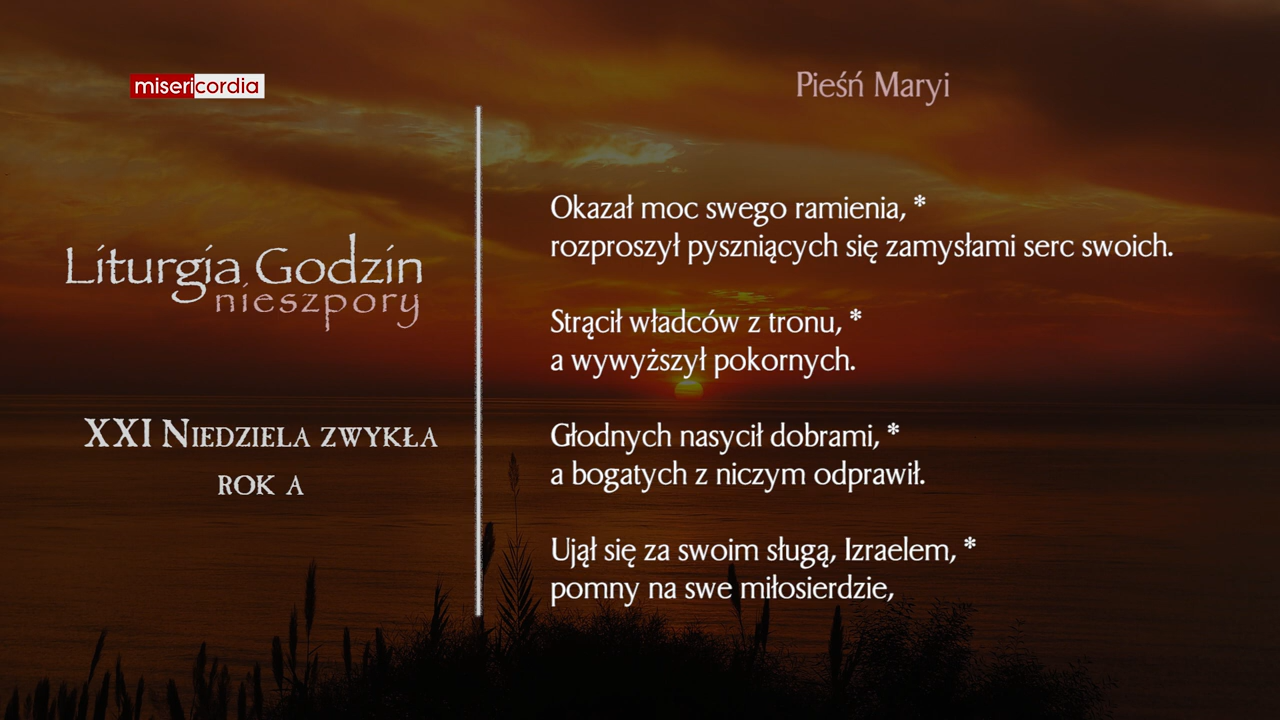 misericordia
Liturgia Godzin
nieszpory
XXI Niedziela zwykła
rok a
Pieśń Maryi
Okazał moc swego ramienia, *
rozproszył pyszniących się zamysłami serc swoich.
Strącił władców z tronu, *
a wywyższył pokornych.
Głodnych nasycił dobrami, *
a bogatych z niczym odprawił.
Ujął się za swoim sługą, Izraelem, *
pomny na swe miłosierdzie,